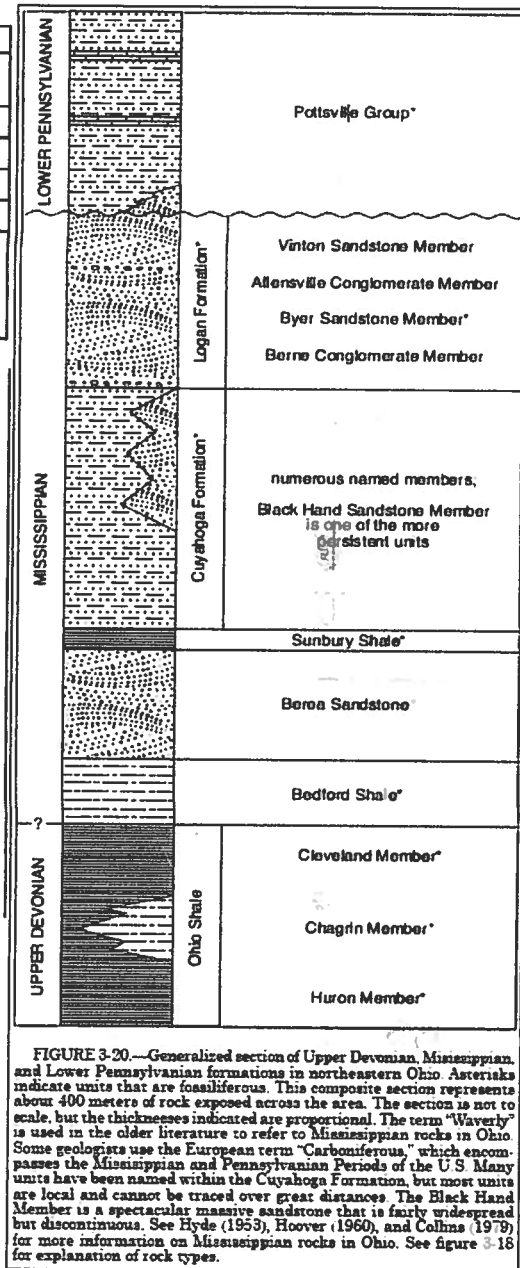 LOWER PENNSYLVANIAN
Pottsville Group*
MISSISSIPPIAN
Logan Formation*
Vinton Sandstone Member
Allensville Conglomerate Member
Byer Sandstone Member*
Berne Conglomerate Member
Cuyahoga Formation*
numerous named members,
Black Hand Sandstone Member
is one of the more
persistent units
Sunbury Shale*
Berea Sandstone*
Bedford Shale*
?
UPPER DEVONIAN
Ohio Shale
Cleveland Member*
Chagrin Member*
Huron Member*
FIGURE 3-20.—Generalized section of Upper Devonian, Mississippian,
and Lower Pennsylvanian formations in northeastern Ohio. Asterisks
indicate units that are fossiliferous. This composite section represents
about 400 meters of rock exposed across the area. The section is not to
scale, but the thicknesses indicated are proportional. The term "Waverly"
is used in the older literature to refer to Mississippian rocks in Ohio.
Some geologists use the European term "Carboniferous," which encom-
passes the Missisippian and Pennsylvanian Periods of the U.S. Many
units have been named within the Cuyahoga Formation, but most units
are local and cannot be traced over great distances. The Black Hand
Member is a spectacular massive sandstone that is fairly widespread
but discontinuous. See Hyde (1953), Hoover (1960), and Collins (1979)
for more information on Mississippian rocks in Ohio. See figure 3-18
for explanation of rock types.